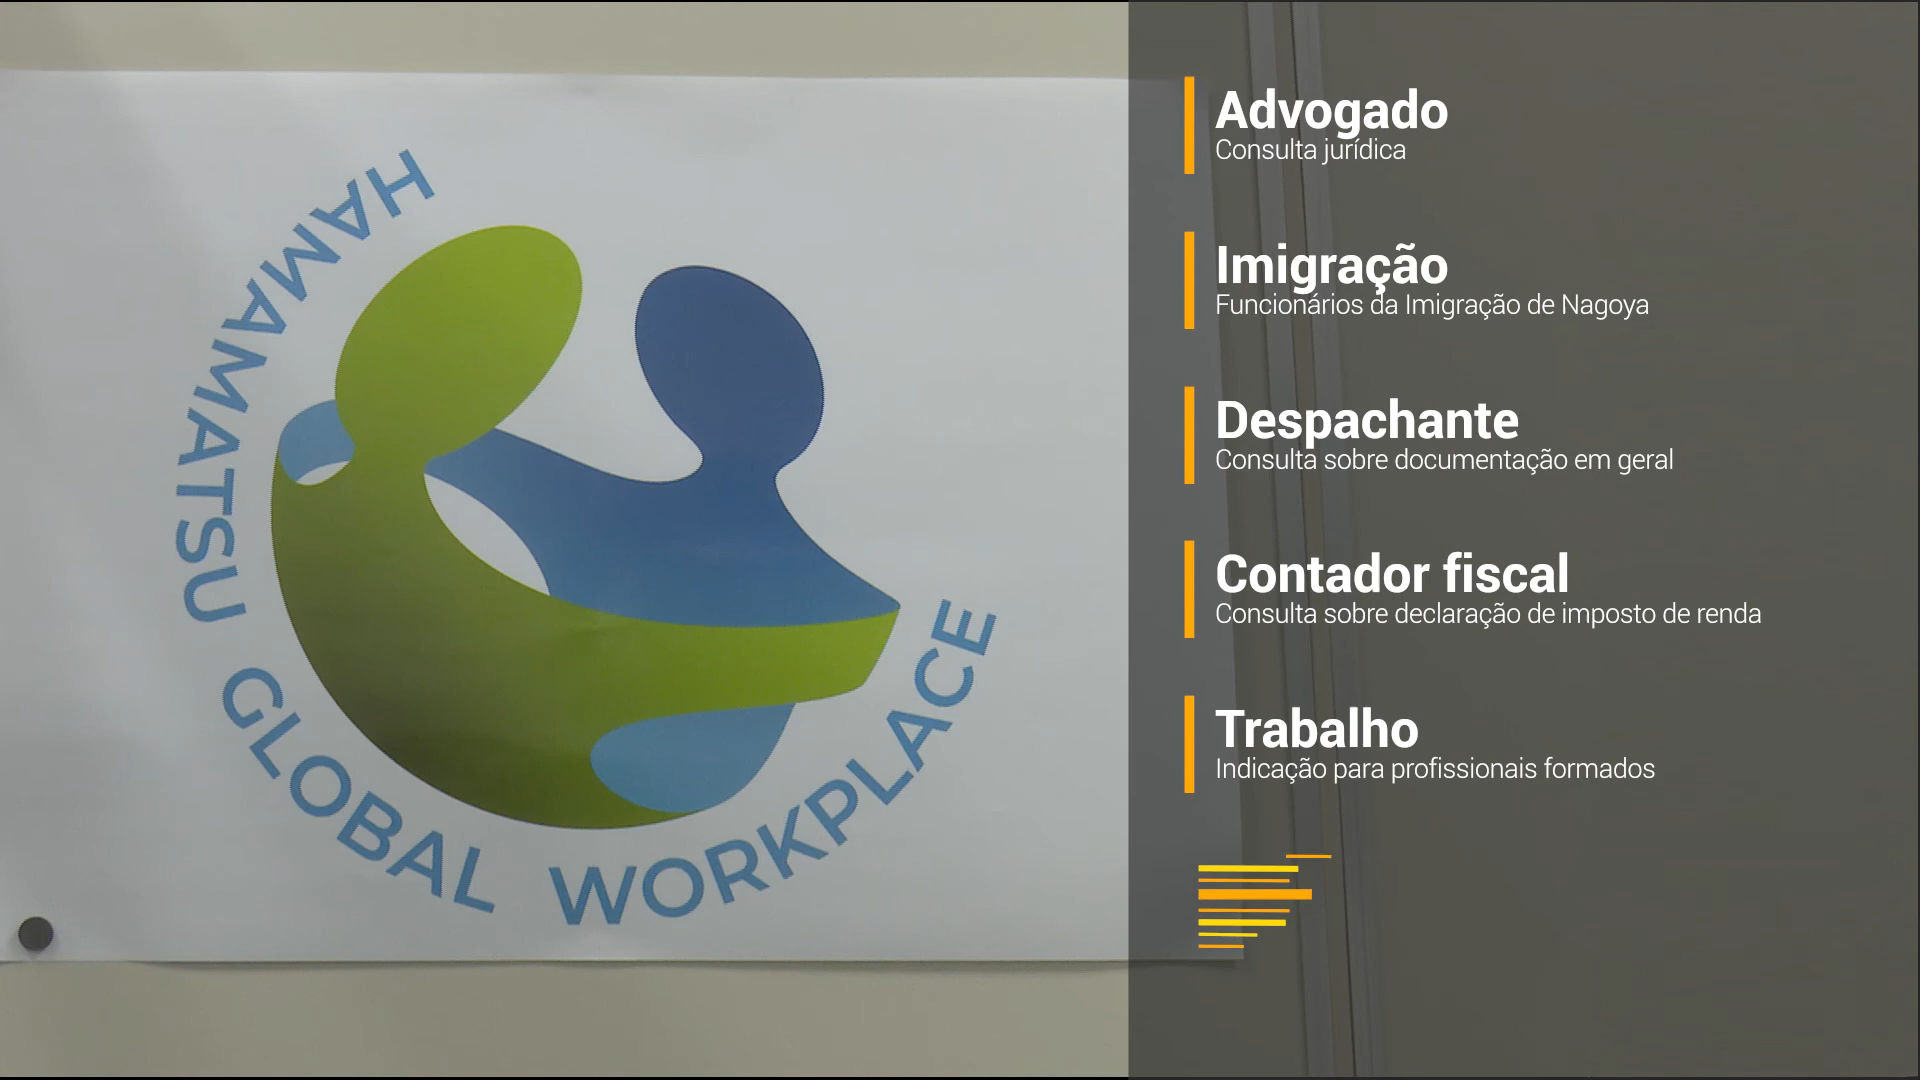 HAMAMATSU GLOBAL WORKPLACE
Advogado
Consulta jurídica
Imigração
Funcionários da Imigração de Nagoya
Despachante
Consulta sobre documentação em geral
Contador fiscal
Consulta sobre declaração de imposto de renda
Trabalho
Indicação para profissionais formados